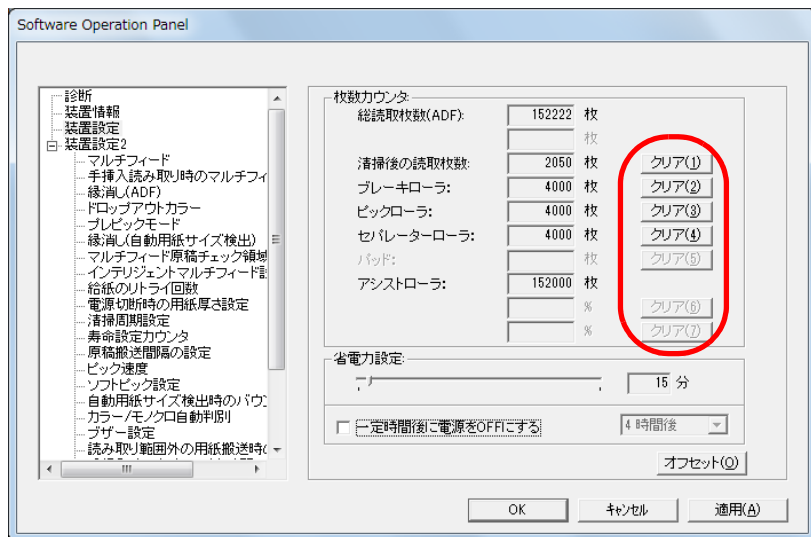 Software Operation Panel
診断
装置情報
装置設定
装置設定2
マルチフィード
手挿入読み取り時のマルチフィ
縁消し(ADF)
ドロップアウトカラー
プレピックモード
縁消し(自動用紙サイズ検出)
マルチフィード原稿チェック領域
インテリジェントマルチフィード設
給紙のリトライ回数
電源切断時の用紙厚さ設定
清掃周期設定
寿命設定カウンタ
原稿搬送間隔の設定
ピック速度
ソフトピック設定
自動用紙サイズ検出時のバウン
カラー/モノクロ自動判別
ブザー設定
読み取り範囲外の用紙搬送時の
枚数カウンタ:
総読取枚数(ADF): 152222 枚
枚
清掃後の読取枚数: 2050 枚 クリア(1)
ブレーキローラ: 4000 枚 クリア(2)
ピックローラ: 4000 枚 クリア(3)
セパレーターローラ: 4000 枚 クリア(4)
パッド: 枚 クリア(5)
アシストローラ: 152000 枚
% クリア(6)
% クリア(7)
省電力設定:
15 分
一定時間後に電源をOFFにする 4 時間後
オフセット(O)
OK キャンセル 適用(A)